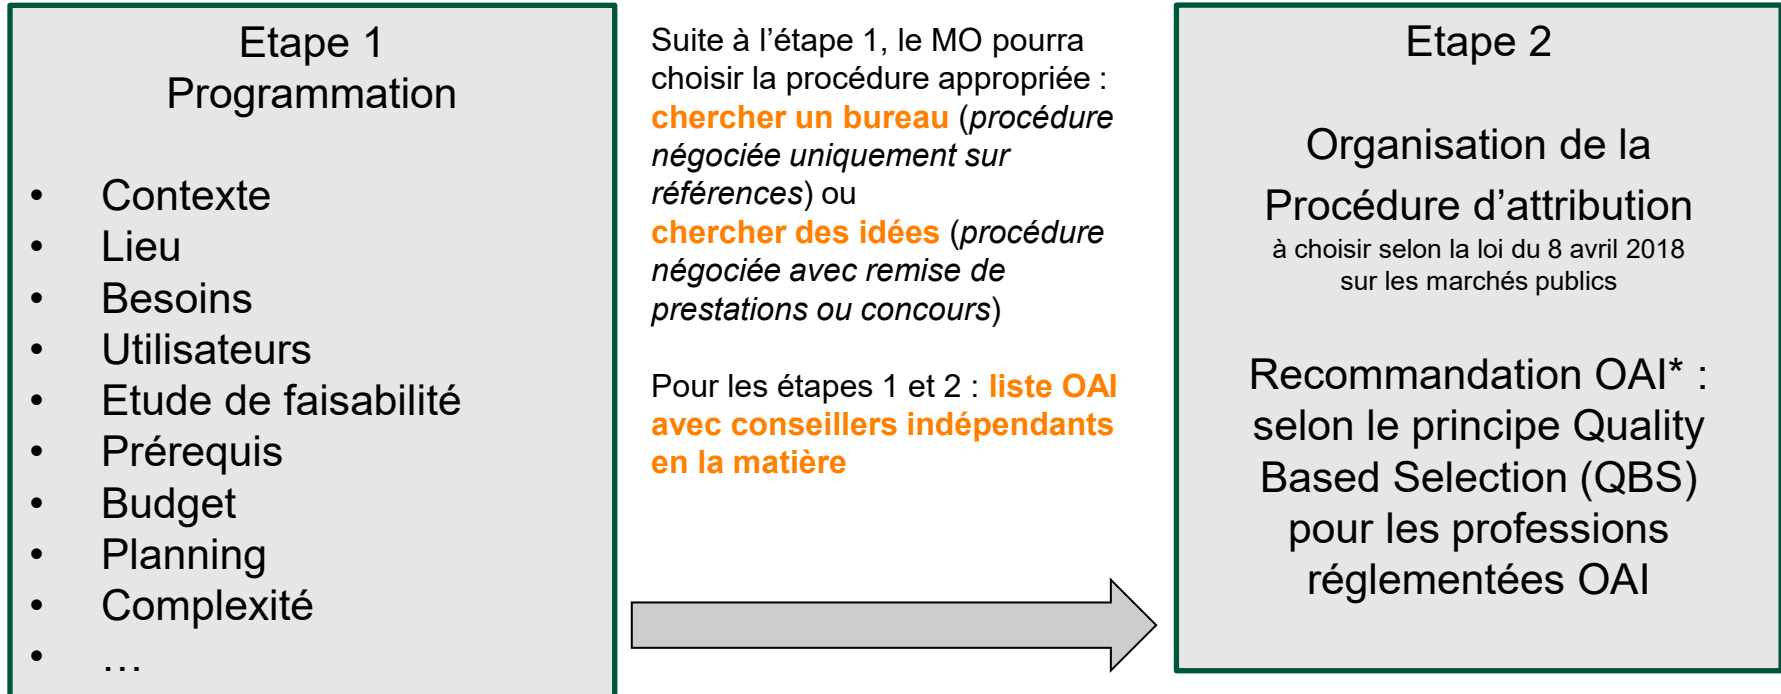 Etape 1
Programmation
• Contexte
• Lieu
• Besoins
• Utilisateurs
• Etude de faisabilité
• Prérequis
• Budget
• Planning
• Complexité
• …
Suite à l’étape 1, le MO pourra
choisir la procédure appropriée :
chercher un bureau (procédure
négociée uniquement sur
références) ou
chercher des idées (procédure
négociée avec remise de
prestations ou concours)
Pour les étapes 1 et 2 : liste OAI
avec conseillers indépendants
en la matière
Etape 2
Organisation de la
Procédure d’attribution
à choisir selon la loi du 8 avril 2018
sur les marchés publics
Recommandation OAI* :
selon le principe Quality
Based Selection (QBS)
pour les professions
réglementées OAI